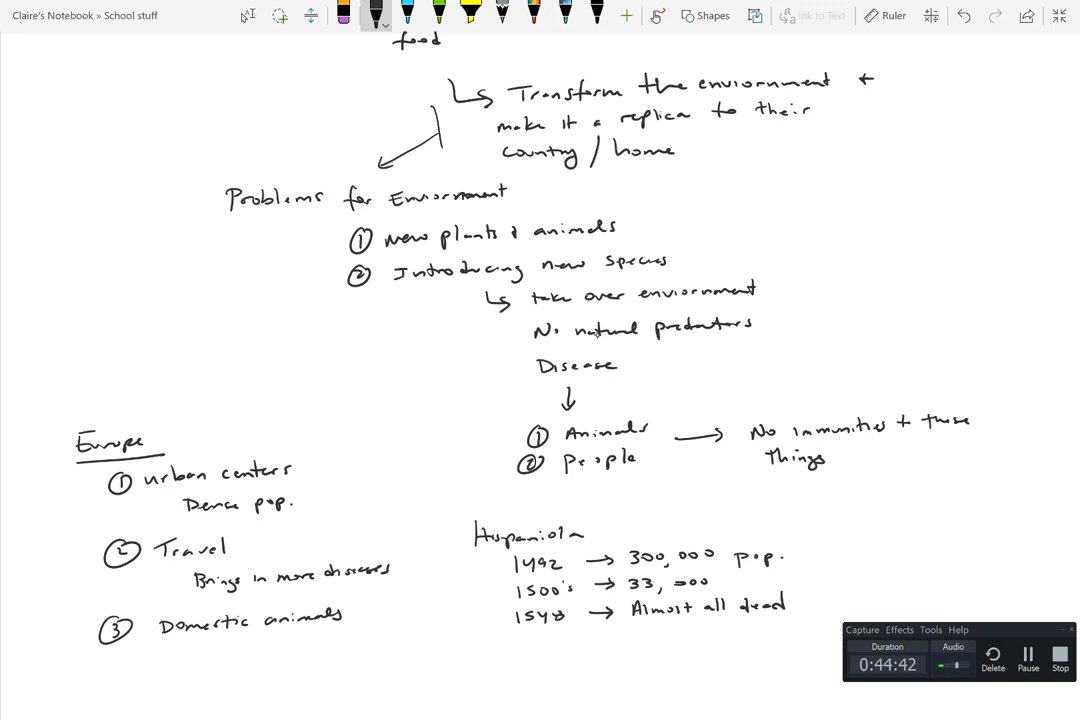 Claire's Notebook » School stuff
Shapes
Ink to Text
Ruler
food
Transform the enviornment +
make it a replica to their
country / home
Problems for Enviornment
① New plants & animals
② Introducing new species
take over enviornment
No natural predators
Disease
① Animals
② People
No immunities to these
things
Europe
① Urban centers
Dense pop.
② Travel
Brings in more diseases
③ Domestic animals
Hispaniola
1492 → 300,000 pop.
1500's → 33,000
1548 → Almost all dead
Capture Effects Tools Help
Duration Audio
0:44:42
Delete Pause Stop